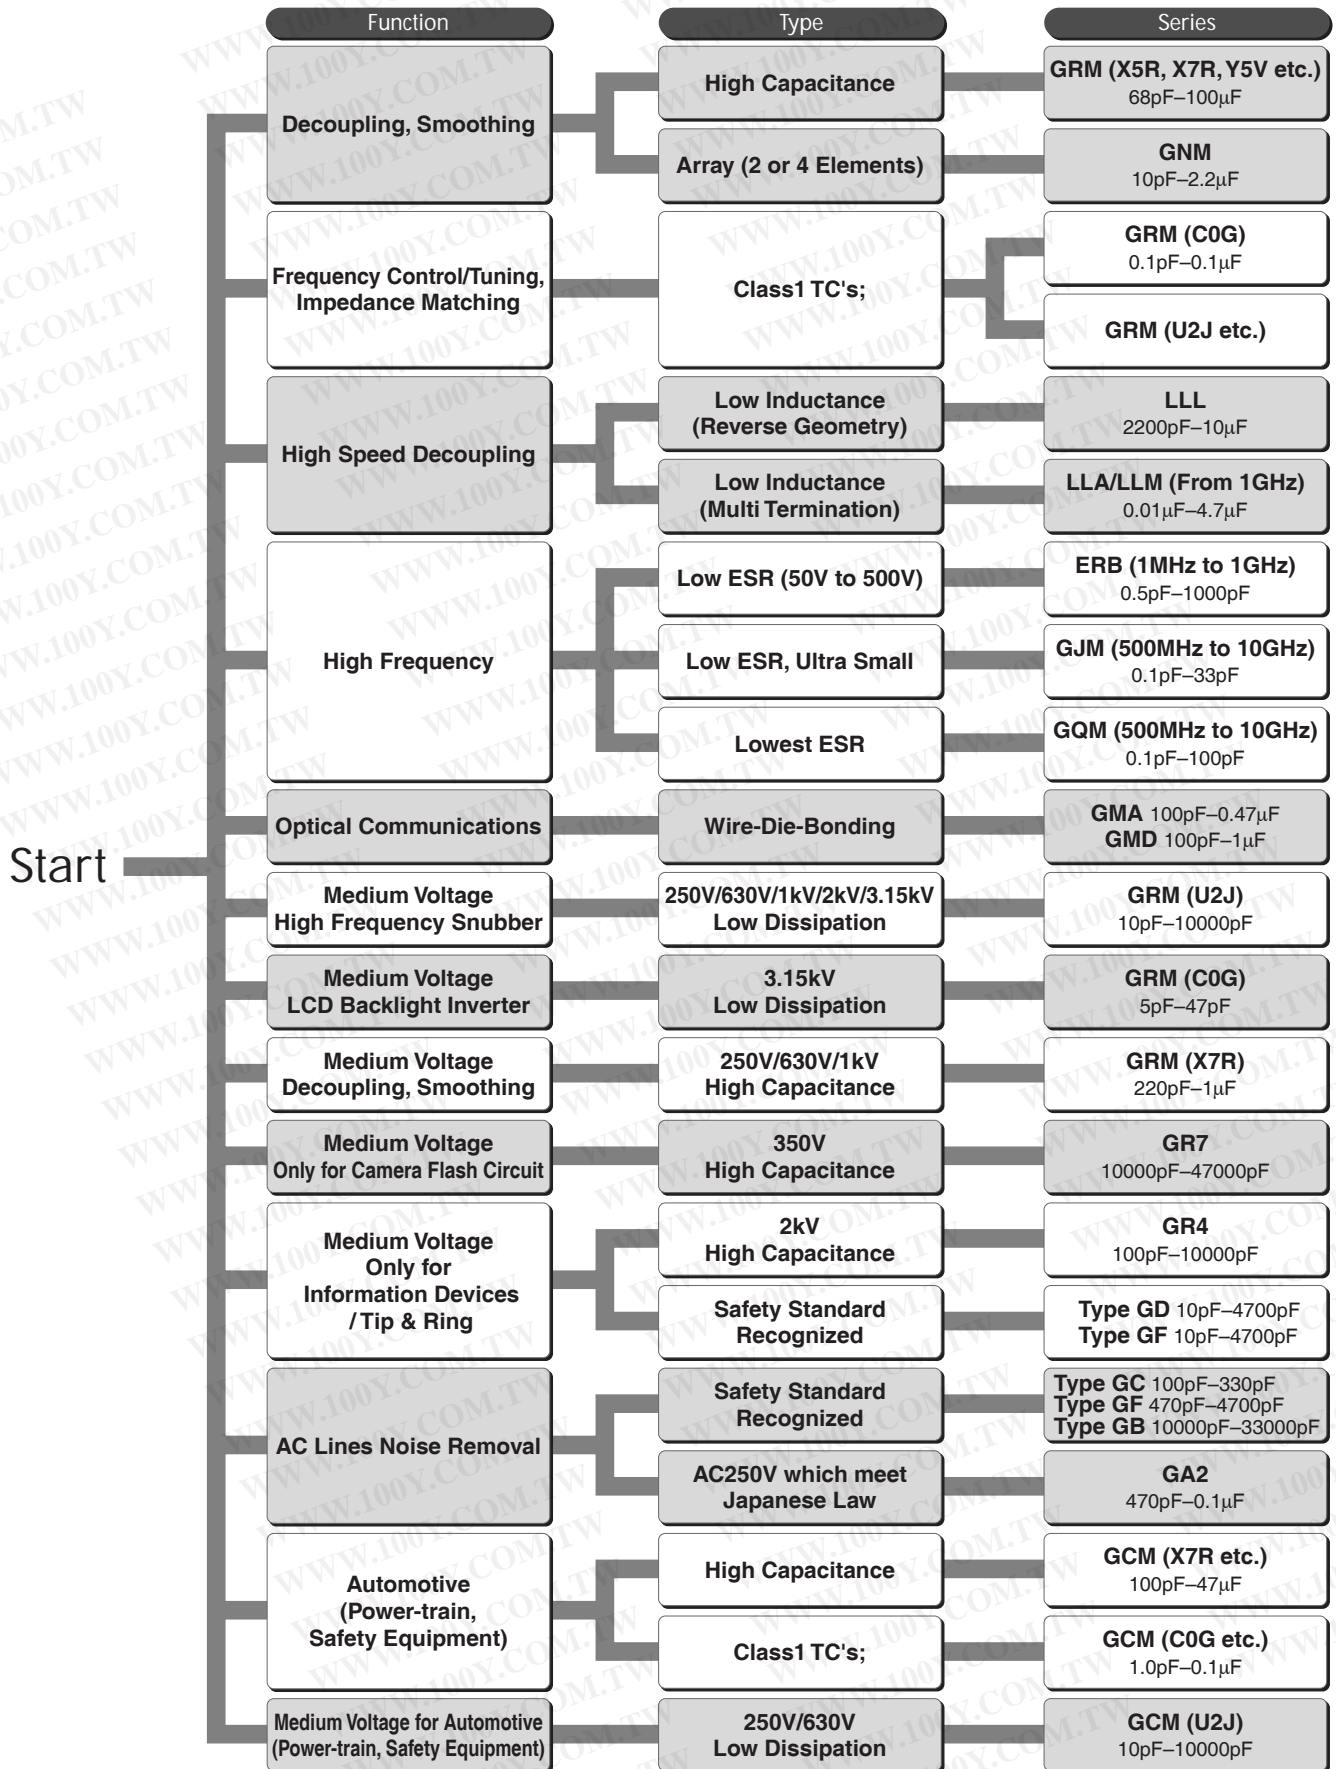 Function
Type
Series
Decoupling, Smoothing
High Capacitance
GRM (X5R, X7R, Y5V etc.)
68pF–100μF
Array (2 or 4 Elements)
GNM
10pF–2.2μF
Frequency Control/Tuning,
Impedance Matching
Class1 TC's;
GRM (C0G)
0.1pF–0.1μF
GRM (U2J etc.)
High Speed Decoupling
Low Inductance
(Reverse Geometry)
LLL
2200pF–10μF
Low Inductance
(Multi Termination)
LLA/LLM (From 1GHz)
0.01μF–4.7μF
High Frequency
Low ESR (50V to 500V)
ERB (1MHz to 1GHz)
0.5pF–1000pF
Low ESR, Ultra Small
GJM (500MHz to 10GHz)
0.1pF–33pF
Lowest ESR
GQM (500MHz to 10GHz)
0.1pF–100pF
Start
Optical Communications
Wire-Die-Bonding
GMA 100pF–0.47μF
GMD 100pF–1μF
Medium Voltage
High Frequency Snubber
250V/630V/1kV/2kV/3.15kV
Low Dissipation
GRM (U2J)
10pF–10000pF
Medium Voltage
LCD Backlight Inverter
3.15kV
Low Dissipation
GRM (C0G)
5pF–47pF
Medium Voltage
Decoupling, Smoothing
250V/630V/1kV
High Capacitance
GRM (X7R)
220pF–1μF
Medium Voltage
Only for Camera Flash Circuit
350V
High Capacitance
GR7
10000pF–47000pF
Medium Voltage
Only for
Information Devices
/ Tip & Ring
2kV
High Capacitance
GR4
100pF–10000pF
Safety Standard
Recognized
Type GD 10pF–4700pF
Type GF 10pF–4700pF
AC Lines Noise Removal
Safety Standard
Recognized
Type GC 100pF–330pF
Type GF 470pF–4700pF
Type GB 10000pF–33000pF
AC250V which meet
Japanese Law
GA2
470pF–0.1μF
Automotive
(Power-train,
Safety Equipment)
High Capacitance
GCM (X7R etc.)
100pF–47μF
Class1 TC's;
GCM (C0G etc.)
1.0pF–0.1μF
Medium Voltage for Automotive
(Power-train, Safety Equipment)
250V/630V
Low Dissipation
GCM (U2J)
10pF–10000pF
WWW.100Y.COM.TW